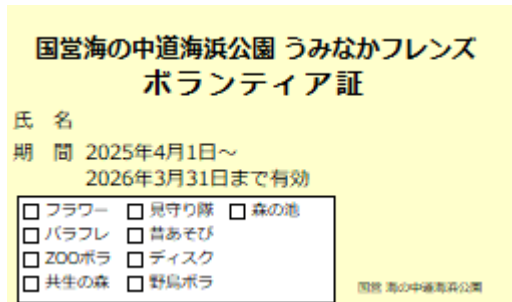 国営海の中道海浜公園 うみなかフレンズ
ボランティア証
氏 名
期 間 2025年4月1日～
2026年3月31日まで有効
□ フラワー □ 見守り隊 □ 森の池
□ バラフレ □ 昔あそび
□ ZOOボラ □ ディスク
□ 共生の森 □ 野鳥ボラ
国営 海の中道海浜公園